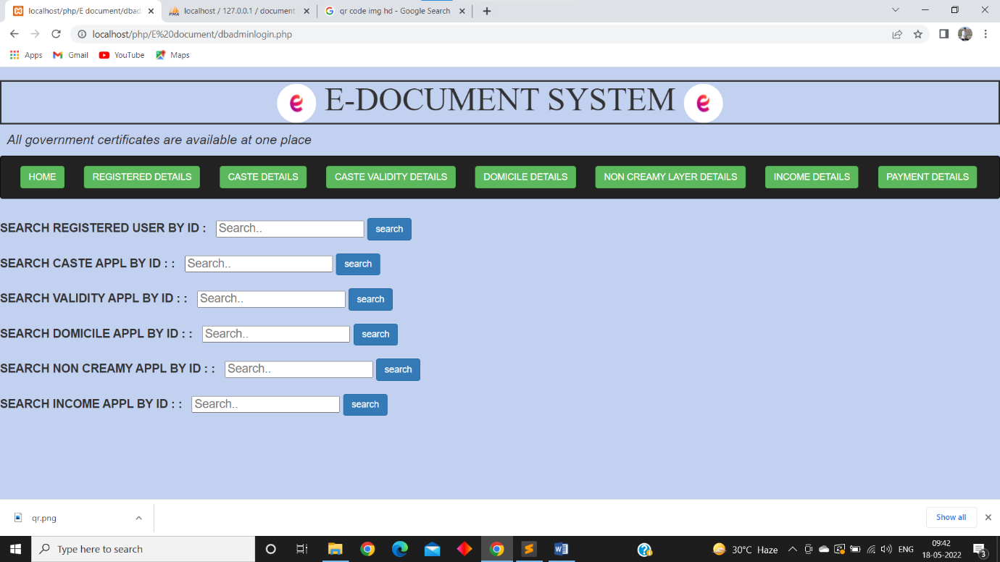 localhost/php/E document/dbad
localhost / 127.0.0.1 / document
qr code img hd - Google Search
localhost/php/E%20document/dbadminlogin.php
Apps Gmail YouTube Maps
e E-DOCUMENT SYSTEM e
All government certificates are available at one place
HOME REGISTERED DETAILS CASTE DETAILS CASTE VALIDITY DETAILS DOMICILE DETAILS NON CREAMY LAYER DETAILS INCOME DETAILS PAYMENT DETAILS
SEARCH REGISTERED USER BY ID : Search.. search
SEARCH CASTE APPL BY ID : : Search.. search
SEARCH VALIDITY APPL BY ID : : Search.. search
SEARCH DOMICILE APPL BY ID : : Search.. search
SEARCH NON CREAMY APPL BY ID : : Search.. search
SEARCH INCOME APPL BY ID : : Search.. search
qr.png Show all
Type here to search
30°C Haze
ENG
09:42
18-05-2022
3